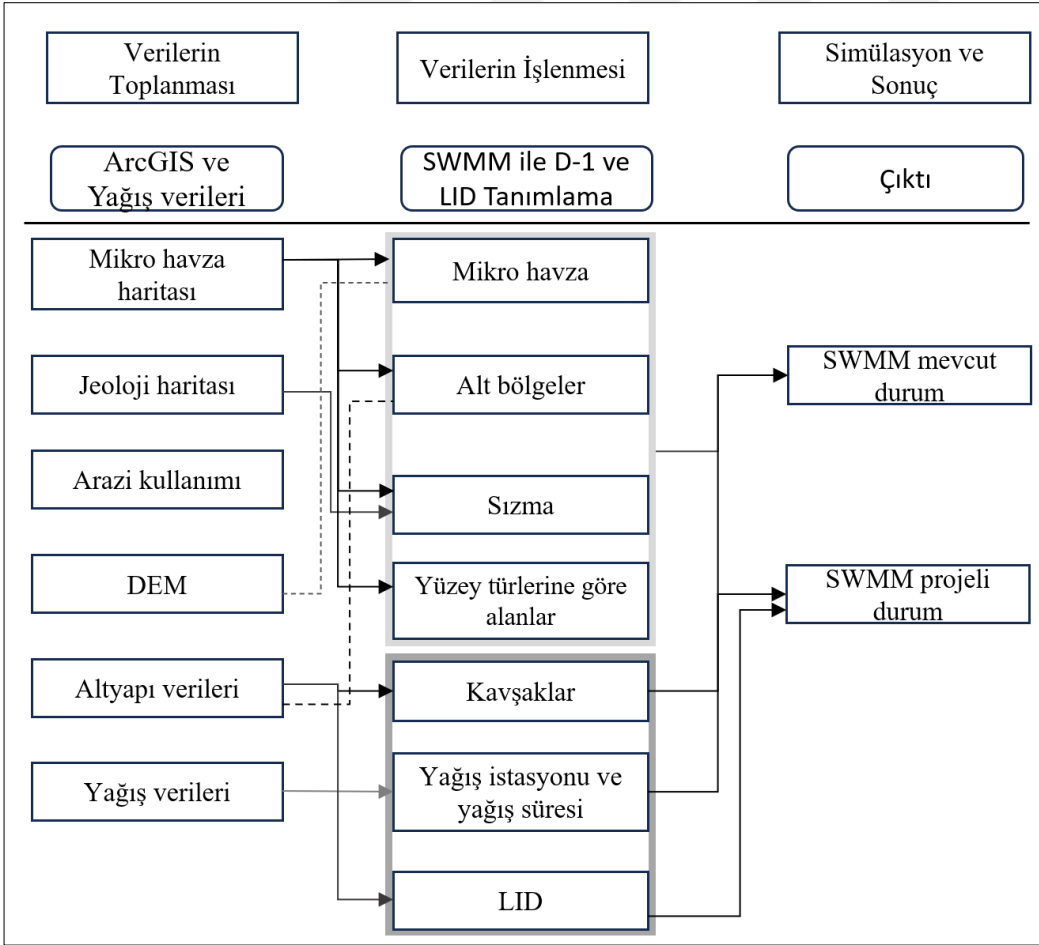 Verilerin
Toplanması
Verilerin İşlenmesi
Simülasyon ve
Sonuç
ArcGIS ve
Yağış verileri
SWMM ile D-1 ve
LID Tanımlama
Çıktı
Mikro havza
haritası
Jeoloji haritası
Arazi kullanımı
DEM
Altyapı verileri
Yağış verileri
Mikro havza
Alt bölgeler
Sızma
Yüzey türlerine göre
alanlar
Kavşaklar
Yağış istasyonu ve
yağış süresi
LID
SWMM mevcut
durum
SWMM projeli
durum